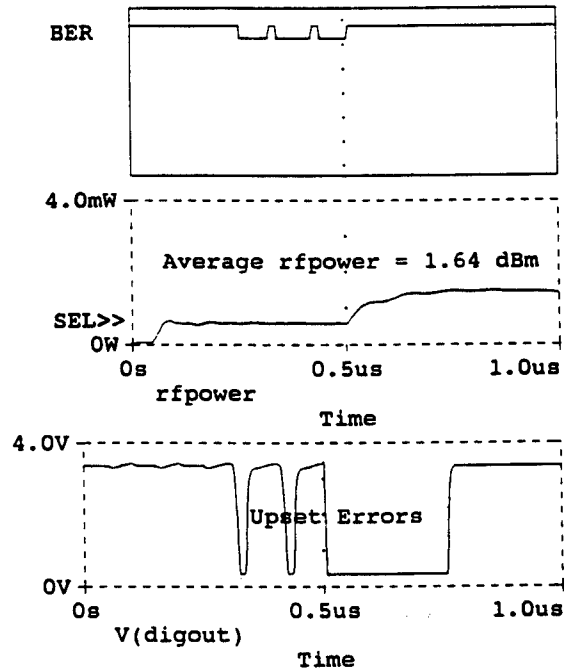 BER
4.0mW
Average rfpower = 1.64 dBm
SEL>>
0W
0s 0.5us 1.0us
rfpower
Time
4.0V
Upset Errors
0V
0s 0.5us 1.0us
V(digout)
Time